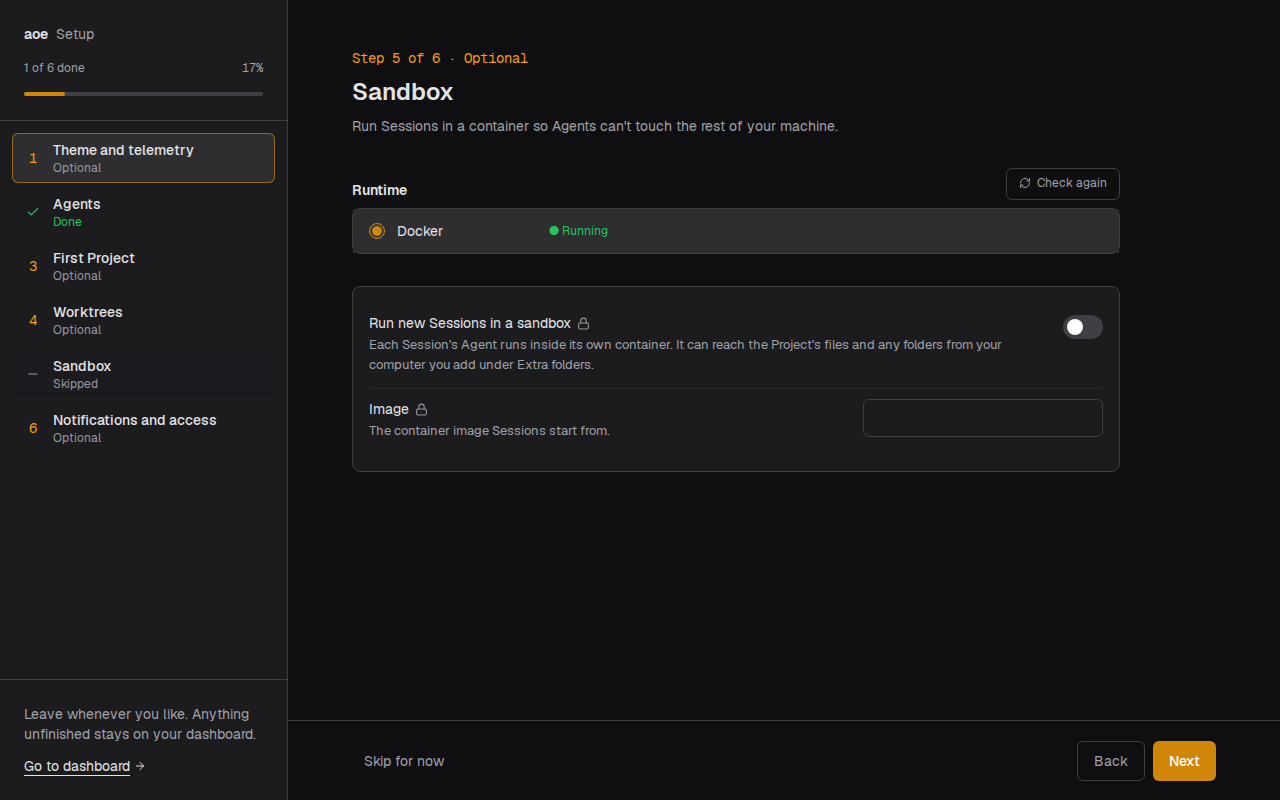 aoe Setup
1 of 6 done 17%
1 Theme and telemetry
Optional
Agents
Done
3 First Project
Optional
4 Worktrees
Optional
Sandbox
Skipped
6 Notifications and access
Optional
Leave whenever you like. Anything
unfinished stays on your dashboard.
Go to dashboard →
Step 5 of 6 · Optional
Sandbox
Run Sessions in a container so Agents can't touch the rest of your machine.
Runtime
Check again
Docker
Running
Run new Sessions in a sandbox
Each Session's Agent runs inside its own container. It can reach the Project's files and any folders from your
computer you add under Extra folders.
Image
The container image Sessions start from.
Skip for now
Back
Next